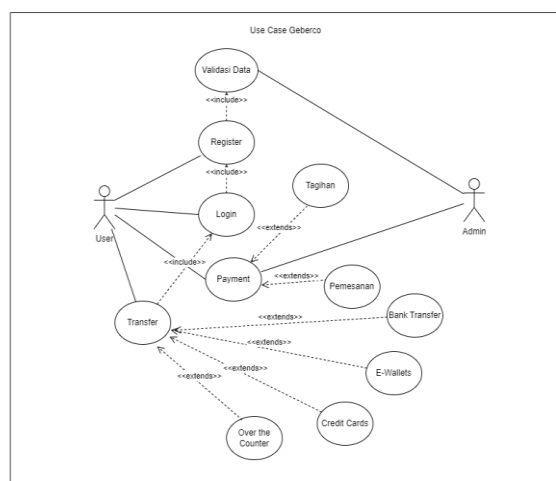 Use Case Geberco
Validasi Data
<<include>>
Register
<<include>>
Tagihan
User
Login
Admin
<<extends>>
<<include>>
Payment
<<extends>>
Pemesanan
Transfer
<<extends>>
Bank Transfer
<<extends>>
E-Wallets
<<extends>>
<<extends>>
Credit Cards
Over the
Counter